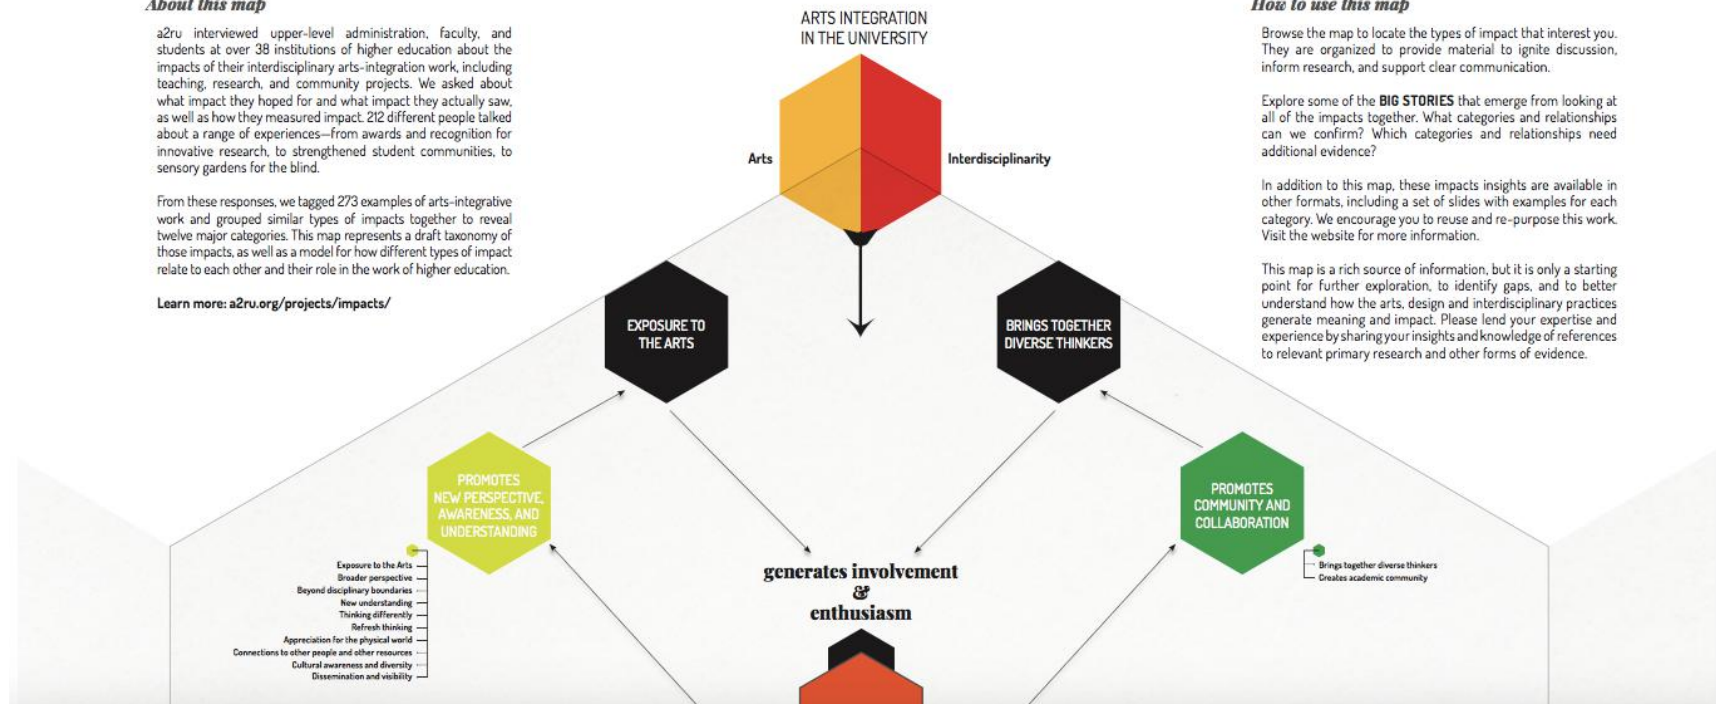 About this map
a2ru interviewed upper-level administration, faculty, and
students at over 38 institutions of higher education about the
impacts of their interdisciplinary arts-integration work, including
teaching, research, and community projects. We asked about
what impact they hoped for and what impact they actually saw,
as well as how they measured impact. 212 different people talked
about a range of experiences—from awards and recognition for
innovative research, to strengthened student communities, to
sensory gardens for the blind.
From these responses, we tagged 273 examples of arts-integrative
work and grouped similar types of impacts together to reveal
twelve major categories. This map represents a draft taxonomy of
those impacts, as well as a model for how different types of impact
relate to each other and their role in the work of higher education.
Learn more: a2ru.org/projects/impacts/
ARTS INTEGRATION
IN THE UNIVERSITY
Arts
Interdisciplinarity
How to use this map
Browse the map to locate the types of impact that interest you.
They are organized to provide material to ignite discussion,
inform research, and support clear communication.
Explore some of the BIG STORIES that emerge from looking at
all of the impacts together. What categories and relationships
can we confirm? Which categories and relationships need
additional evidence?
In addition to this map, these impacts insights are available in
other formats, including a set of slides with examples for each
category. We encourage you to reuse and re-purpose this work.
Visit the website for more information.
This map is a rich source of information, but it is only a starting
point for further exploration, to identify gaps, and to better
understand how the arts, design and interdisciplinary practices
generate meaning and impact. Please lend your expertise and
experience by sharing your insights and knowledge of references
to relevant primary research and other forms of evidence.
EXPOSURE TO
THE ARTS
BRINGS TOGETHER
DIVERSE THINKERS
PROMOTES
NEW PERSPECTIVE,
AWARENESS, AND
UNDERSTANDING
PROMOTES
COMMUNITY AND
COLLABORATION
Exposure to the Arts
Broader perspective
Beyond disciplinary boundaries
New understanding
Thinking differently
Refresh thinking
Appreciation for the physical world
Connections to other people and other resources
Cultural awareness and diversity
Dissemination and visibility
generates involvement
&
enthusiasm
Brings together diverse thinkers
Creates academic community